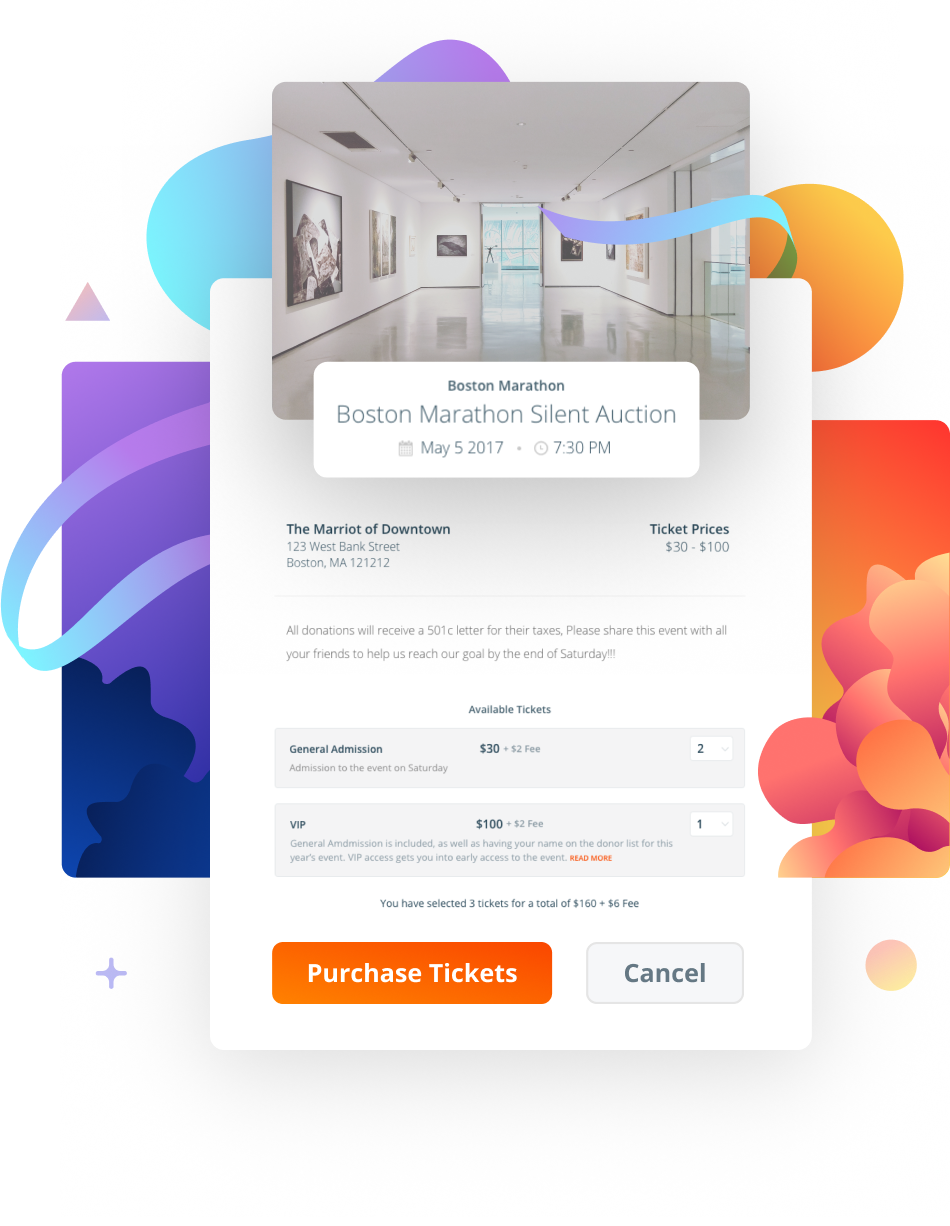 Boston Marathon
Boston Marathon Silent Auction
May 5 2017 • 7:30 PM
The Marriot of Downtown
123 West Bank Street
Boston, MA 121212
Ticket Prices
$30 - $100
All donations will receive a 501c letter for their taxes, Please share this event with all
your friends to help us reach our goal by the end of Saturday!!!
Available Tickets
General Admission $30 + $2 Fee 2
Admission to the event on Saturday
VIP $100 + $2 Fee 1
General Amdmission is included, as well as having your name on the donor list for this
year's event. VIP access gets you into early access to the event. READ MORE
You have selected 3 tickets for a total of $160 + $6 Fee
Purchase Tickets Cancel